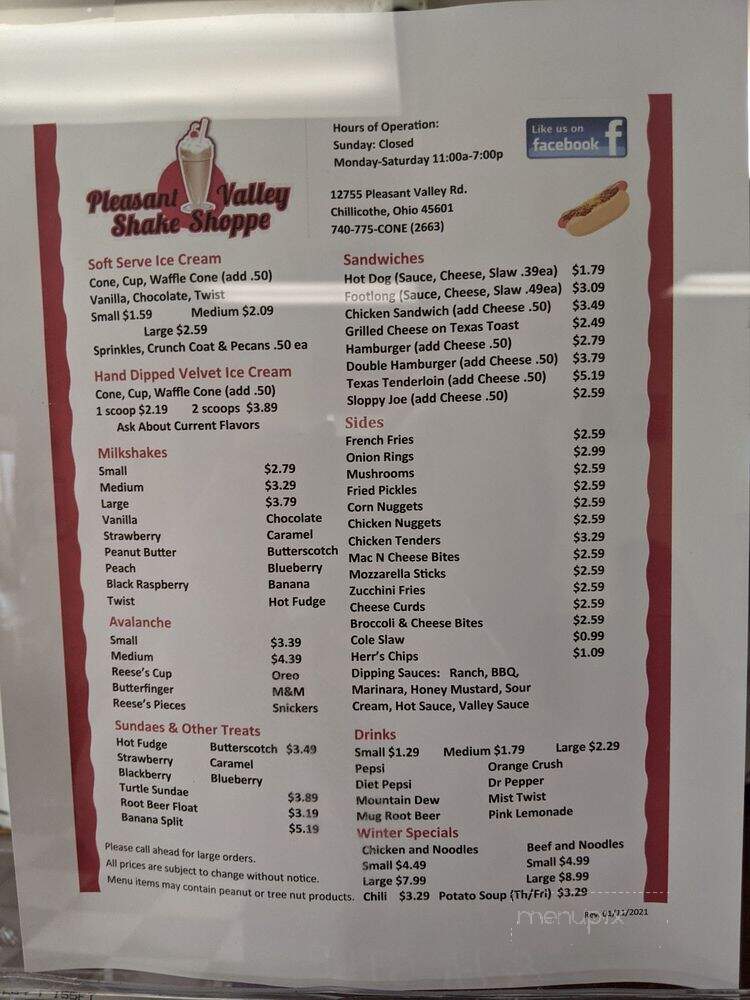 Pleasant Valley
Shake Shoppe
Hours of Operation:
Sunday: Closed
Monday-Saturday 11:00a-7:00p
12755 Pleasant Valley Rd.
Chillicothe, Ohio 45601
740-775-CONE (2663)
Like us on
facebook
Soft Serve Ice Cream
Cone, Cup, Waffle Cone (add .50)
Vanilla, Chocolate, Twist
Small $1.59 Medium $2.09
Large $2.59
Sprinkles, Crunch Coat & Pecans .50 ea
Hand Dipped Velvet Ice Cream
Cone, Cup, Waffle Cone (add .50)
1 scoop $2.19 2 scoops $3.89
Ask About Current Flavors
Milkshakes
Small $2.79
Medium $3.29
Large $3.79
Vanilla Chocolate
Strawberry Caramel
Peanut Butter Butterscotch
Peach Blueberry
Black Raspberry Banana
Twist Hot Fudge
Avalanche
Small $3.39
Medium $4.39
Reese's Cup Oreo
Butterfinger M&M
Reese's Pieces Snickers
Sundaes & Other Treats
Hot Fudge Butterscotch $3.49
Strawberry Caramel
Blackberry Blueberry
Turtle Sundae $3.89
Root Beer Float $3.19
Banana Split $5.19
Please call ahead for large orders.
All prices are subject to change without notice.
Menu items may contain peanut or tree nut products.
Sandwiches
Hot Dog (Sauce, Cheese, Slaw .39ea) $1.79
Footlong (Sauce, Cheese, Slaw .49ea) $3.09
Chicken Sandwich (add Cheese .50) $3.49
Grilled Cheese on Texas Toast $2.49
Hamburger (add Cheese .50) $2.79
Double Hamburger (add Cheese .50) $3.79
Texas Tenderloin (add Cheese .50) $5.19
Sloppy Joe (add Cheese .50) $2.59
Sides
French Fries $2.59
Onion Rings $2.99
Mushrooms $2.59
Fried Pickles $2.59
Corn Nuggets $2.59
Chicken Nuggets $2.59
Chicken Tenders $3.29
Mac N Cheese Bites $2.59
Mozzarella Sticks $2.59
Zucchini Fries $2.59
Cheese Curds $2.59
Broccoli & Cheese Bites $2.59
Cole Slaw $0.99
Herr's Chips $1.09
Dipping Sauces: Ranch, BBQ,
Marinara, Honey Mustard, Sour
Cream, Hot Sauce, Valley Sauce
Drinks
Small $1.29 Medium $1.79 Large $2.29
Pepsi Orange Crush
Diet Pepsi Dr Pepper
Mountain Dew Mist Twist
Mug Root Beer Pink Lemonade
Winter Specials
Chicken and Noodles Beef and Noodles
Small $4.49 Small $4.99
Large $7.99 Large $8.99
Chili $3.29 Potato Soup (Th/Fri) $3.29
menupix
Rev. 01/11/2021